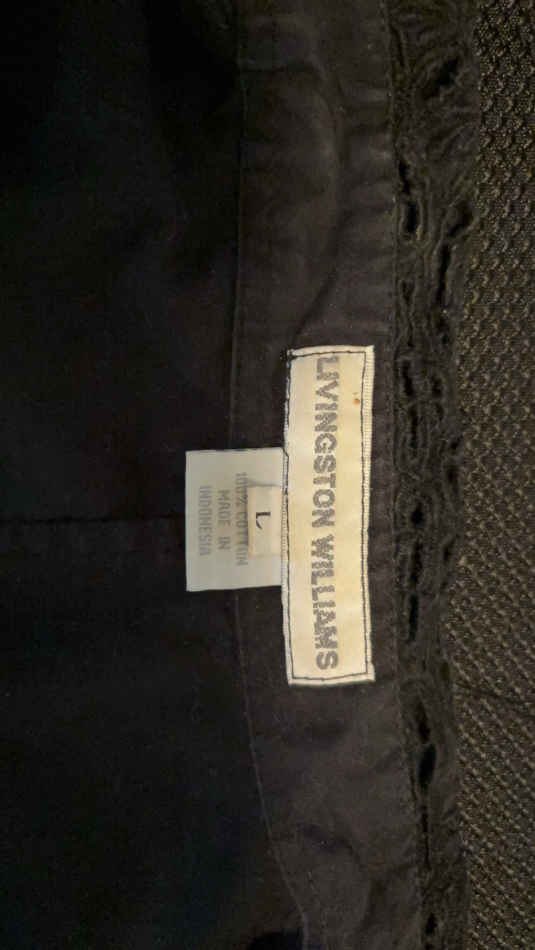 LIVINGSTON WILLIAMS
L
100% COTTON
MADE IN
INDONESIA